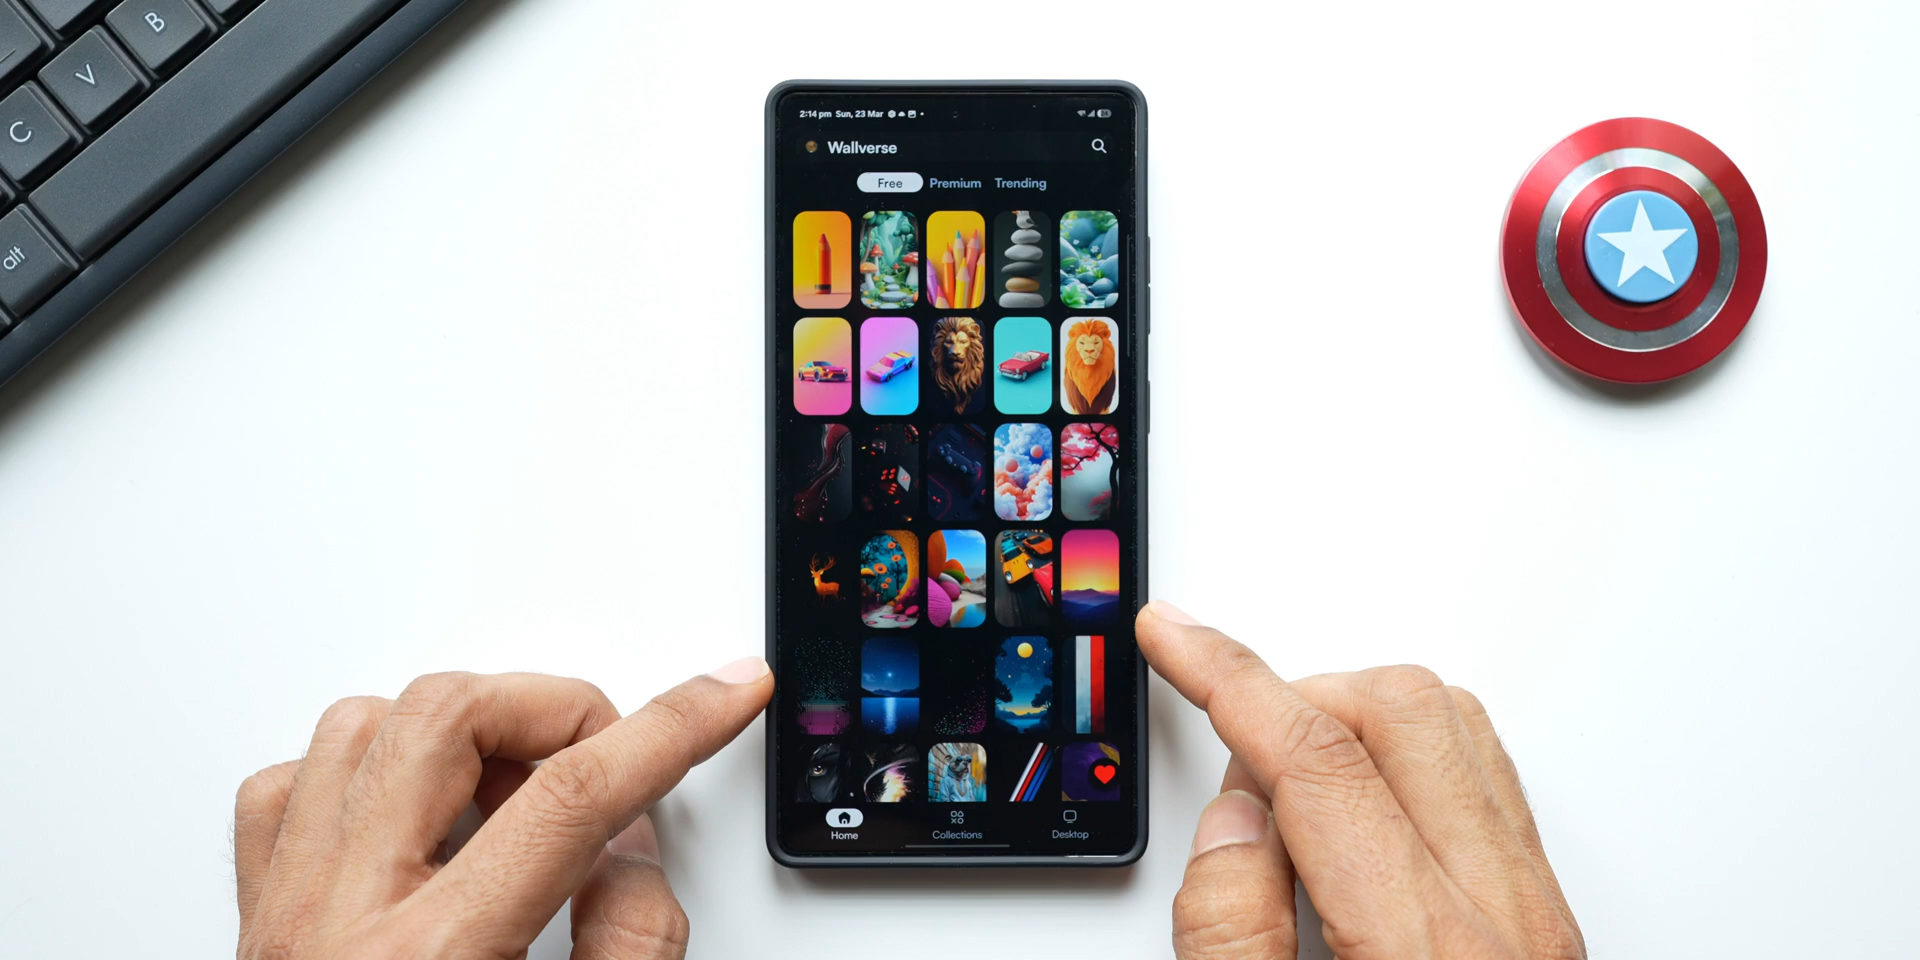 B
V
C
alt
2:14 pm Sun, 23 Mar
Wallverse
Free Premium Trending
Home Collections Desktop